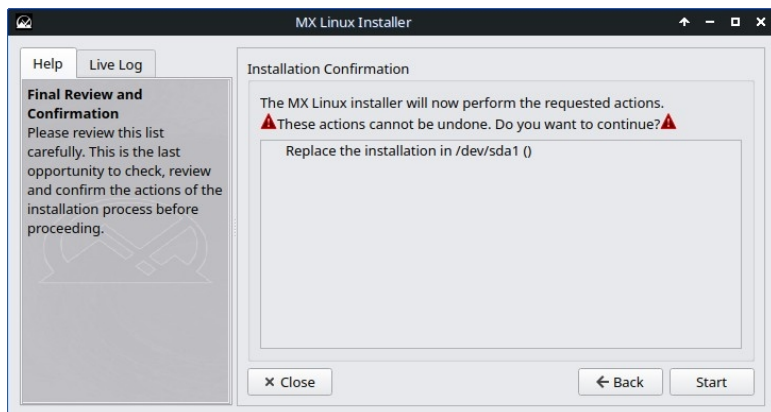 MX Linux Installer
Help
Live Log
Final Review and
Confirmation
Please review this list
carefully. This is the last
opportunity to check, review
and confirm the actions of the
installation process before
proceeding.
Installation Confirmation
The MX Linux installer will now perform the requested actions.
These actions cannot be undone. Do you want to continue?
Replace the installation in /dev/sda1 ()
Close
Back
Start